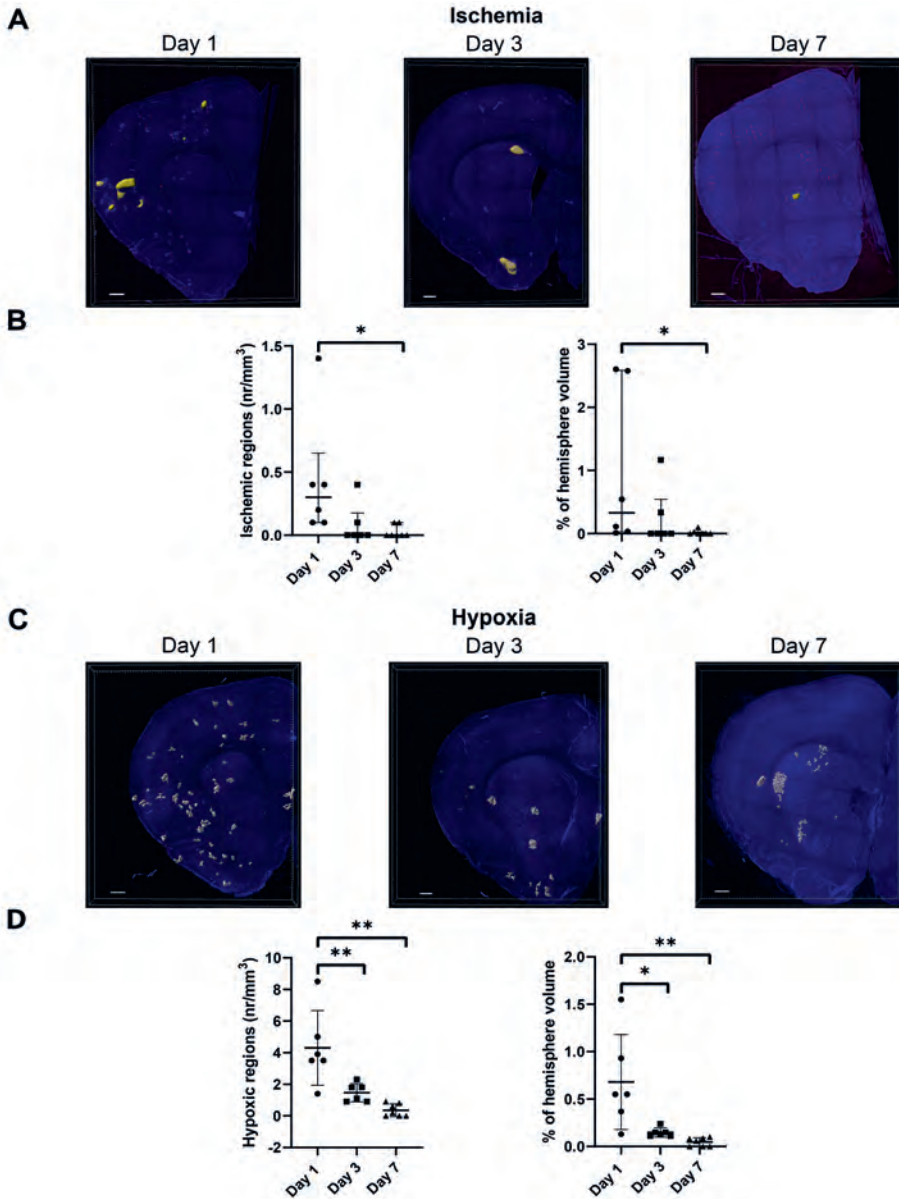 A
Ischemia
Day 1
Day 3
Day 7
B
Ischemic regions (nr/mm³)
1.5
1.0
0.5
0.0
*
Day 1
Day 3
Day 7
% of hemisphere volume
3
2
1
0
*
Day 1
Day 3
Day 7
C
Hypoxia
Day 1
Day 3
Day 7
D
Hypoxic regions (nr/mm³)
10
8
6
4
2
0
-2
**
**
Day 1
Day 3
Day 7
% of hemisphere volume
2.0
1.5
1.0
0.5
0.0
**
*
Day 1
Day 3
Day 7